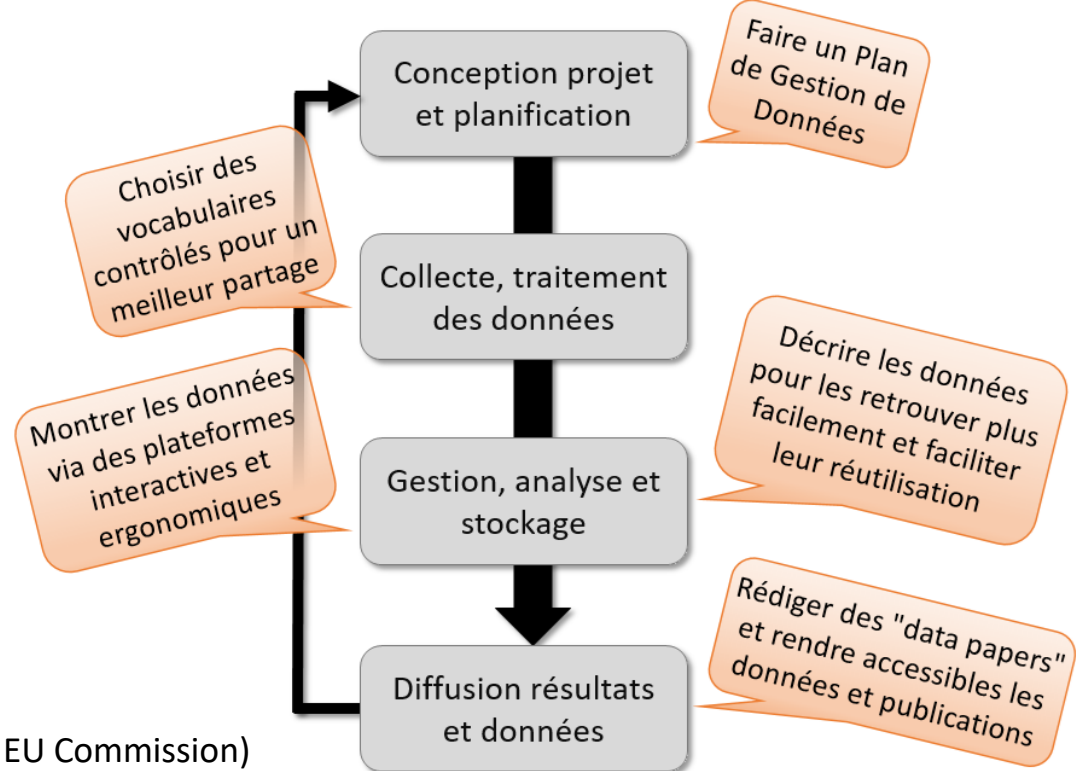 Conception projet
et planification
Faire un Plan
de Gestion de
Données
Choisir des
vocabulaires
contrôlés pour un
meilleur partage
Collecte, traitement
des données
Montrer les données
via des plateformes
interactives et
ergonomiques
Gestion, analyse et
stockage
Décrire les données
pour les retrouver plus
facilement et faciliter
leur réutilisation
Diffusion résultats
et données
Rédiger des "data papers"
et rendre accessibles les
données et publications
EU Commission)